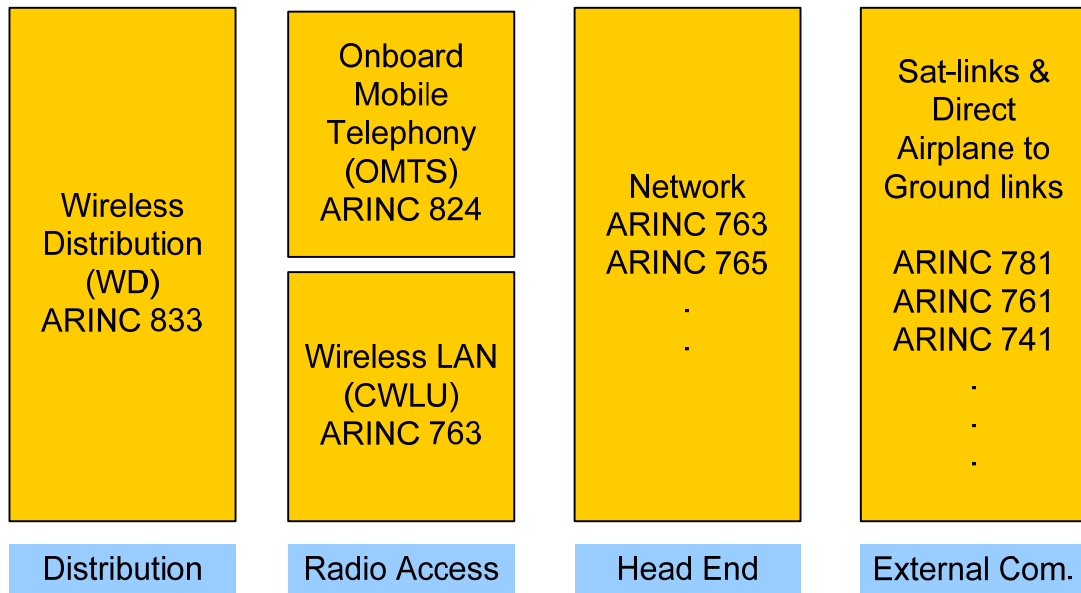 Wireless
Distribution
(WD)
ARINC 833
Onboard
Mobile
Telephony
(OMTS)
ARINC 824
Wireless LAN
(CWLU)
ARINC 763
Network
ARINC 763
ARINC 765
.
.
Sat-links &
Direct
Airplane to
Ground links
ARINC 781
ARINC 761
ARINC 741
.
.
.
Distribution
Radio Access
Head End
External Com.